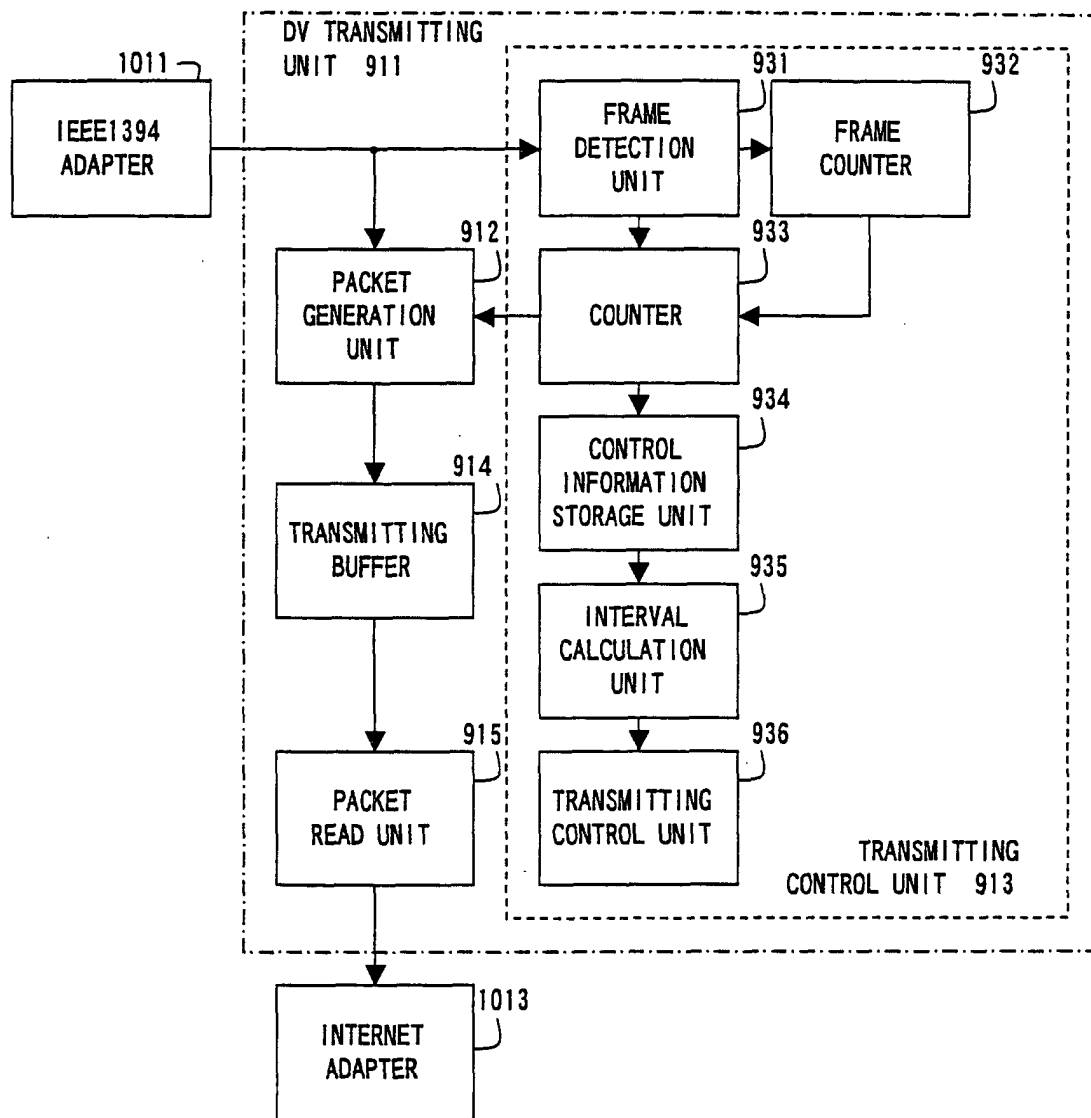 DV TRANSMITTING
UNIT 911
1011
IEEE1394
ADAPTER
931
FRAME
DETECTION
UNIT
932
FRAME
COUNTER
912
PACKET
GENERATION
UNIT
933
COUNTER
934
CONTROL
INFORMATION
STORAGE UNIT
914
TRANSMITTING
BUFFER
935
INTERVAL
CALCULATION
UNIT
915
PACKET
READ UNIT
936
TRANSMITTING
CONTROL UNIT
TRANSMITTING
CONTROL UNIT 913
1013
INTERNET
ADAPTER